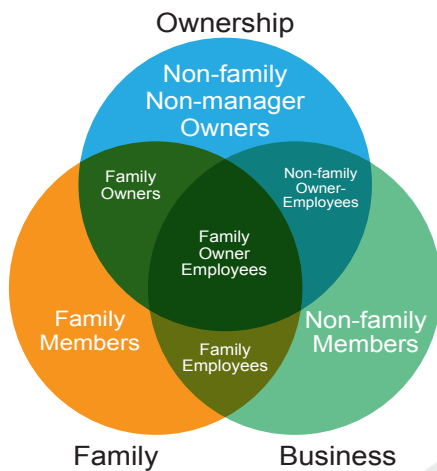 Ownership
Non-family
Non-manager
Owners
Family
Owners
Non-family
Owner-
Employees
Family
Owner
Employees
Family
Members
Non-family
Members
Family
Employees
Family
Business